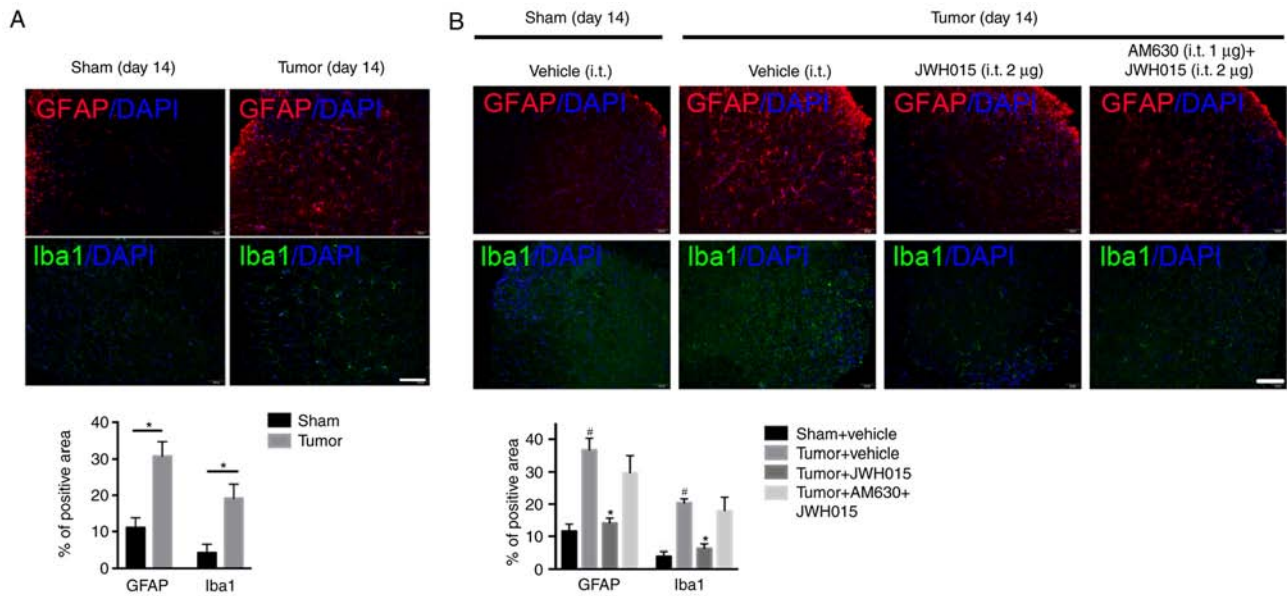 A
Sham (day 14)
Tumor (day 14)
GFAP/DAPI
GFAP/DAPI
Iba1/DAPI
Iba1/DAPI
% of positive area
40
30
20
10
0
*
*
GFAP
Iba1
Sham
Tumor
B
Sham (day 14)
Tumor (day 14)
Vehicle (i.t.)
Vehicle (i.t.)
JWH015 (i.t. 2 µg)
AM630 (i.t. 1 µg)+
JWH015 (i.t. 2 µg)
GFAP/DAPI
GFAP/DAPI
GFAP/DAPI
GFAP/DAPI
Iba1/DAPI
Iba1/DAPI
Iba1/DAPI
Iba1/DAPI
% of positive area
40
30
20
10
0
#
*
#
*
GFAP
Iba1
Sham+vehicle
Tumor+vehicle
Tumor+JWH015
Tumor+AM630+
JWH015